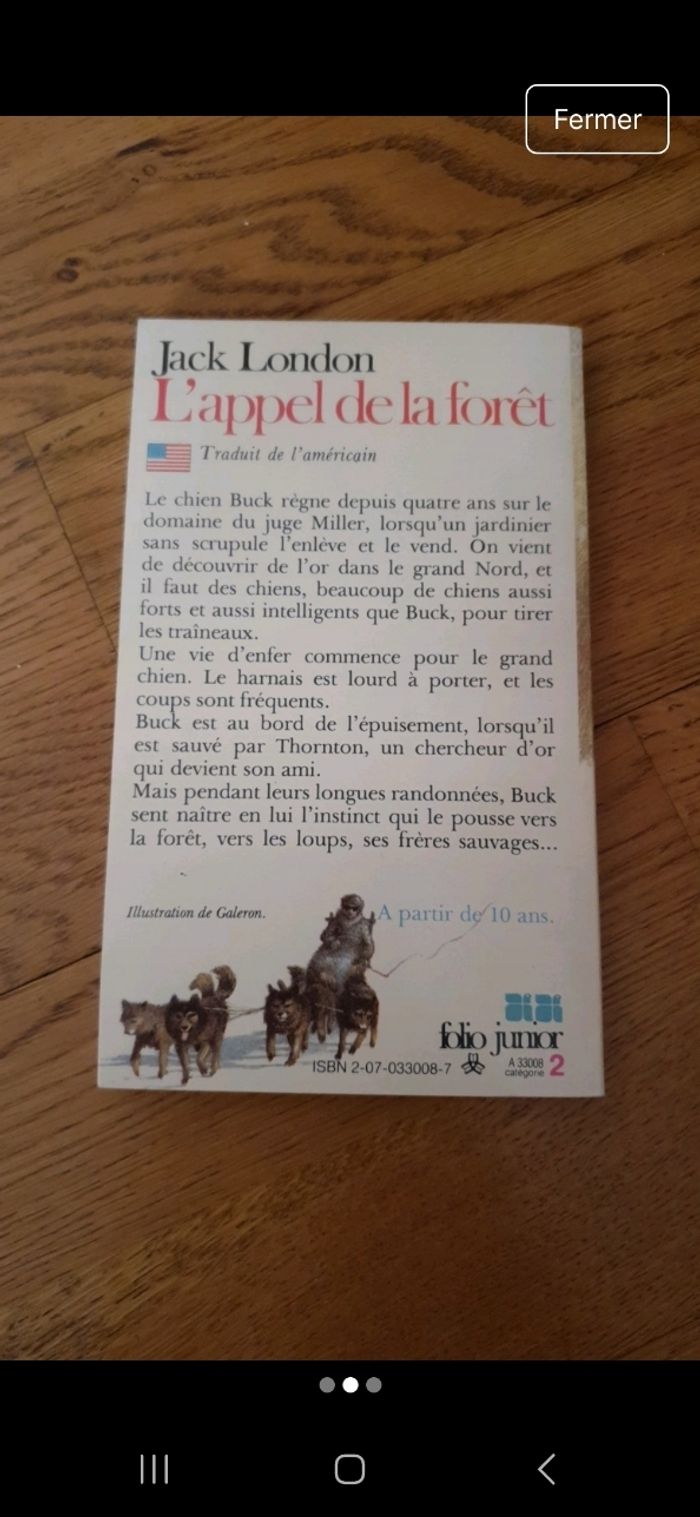 Fermer
Jack London
L'appel de la forêt
Traduit de l'américain
Le chien Buck règne depuis quatre ans sur le
domaine du juge Miller, lorsqu'un jardinier
sans scrupule l'enlève et le vend. On vient
de découvrir de l'or dans le grand Nord, et
il faut des chiens, beaucoup de chiens aussi
forts et aussi intelligents que Buck, pour tirer
les traîneaux.
Une vie d'enfer commence pour le grand
chien. Le harnais est lourd à porter, et les
coups sont fréquents.
Buck est au bord de l'épuisement, lorsqu'il
est sauvé par Thornton, un chercheur d'or
qui devient son ami.
Mais pendant leurs longues randonnées, Buck
sent naître en lui l'instinct qui le pousse vers
la forêt, vers les loups, ses frères sauvages...
Illustration de Galeron.
A partir de 10 ans.
folio junior
ISBN 2-07-033008-7
A 33008
catégorie 2